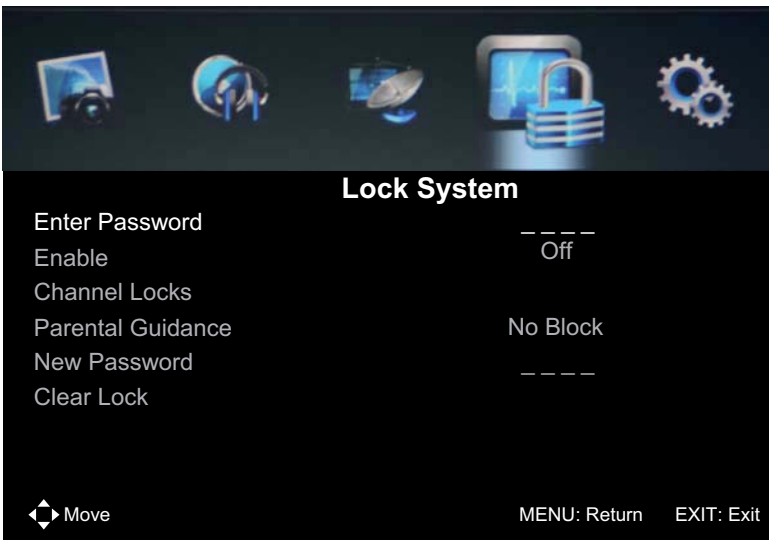 Lock System
Enter Password _ _ _ _
Enable Off
Channel Locks
Parental Guidance No Block
New Password _ _ _ _
Clear Lock
Move MENU: Return EXIT: Exit